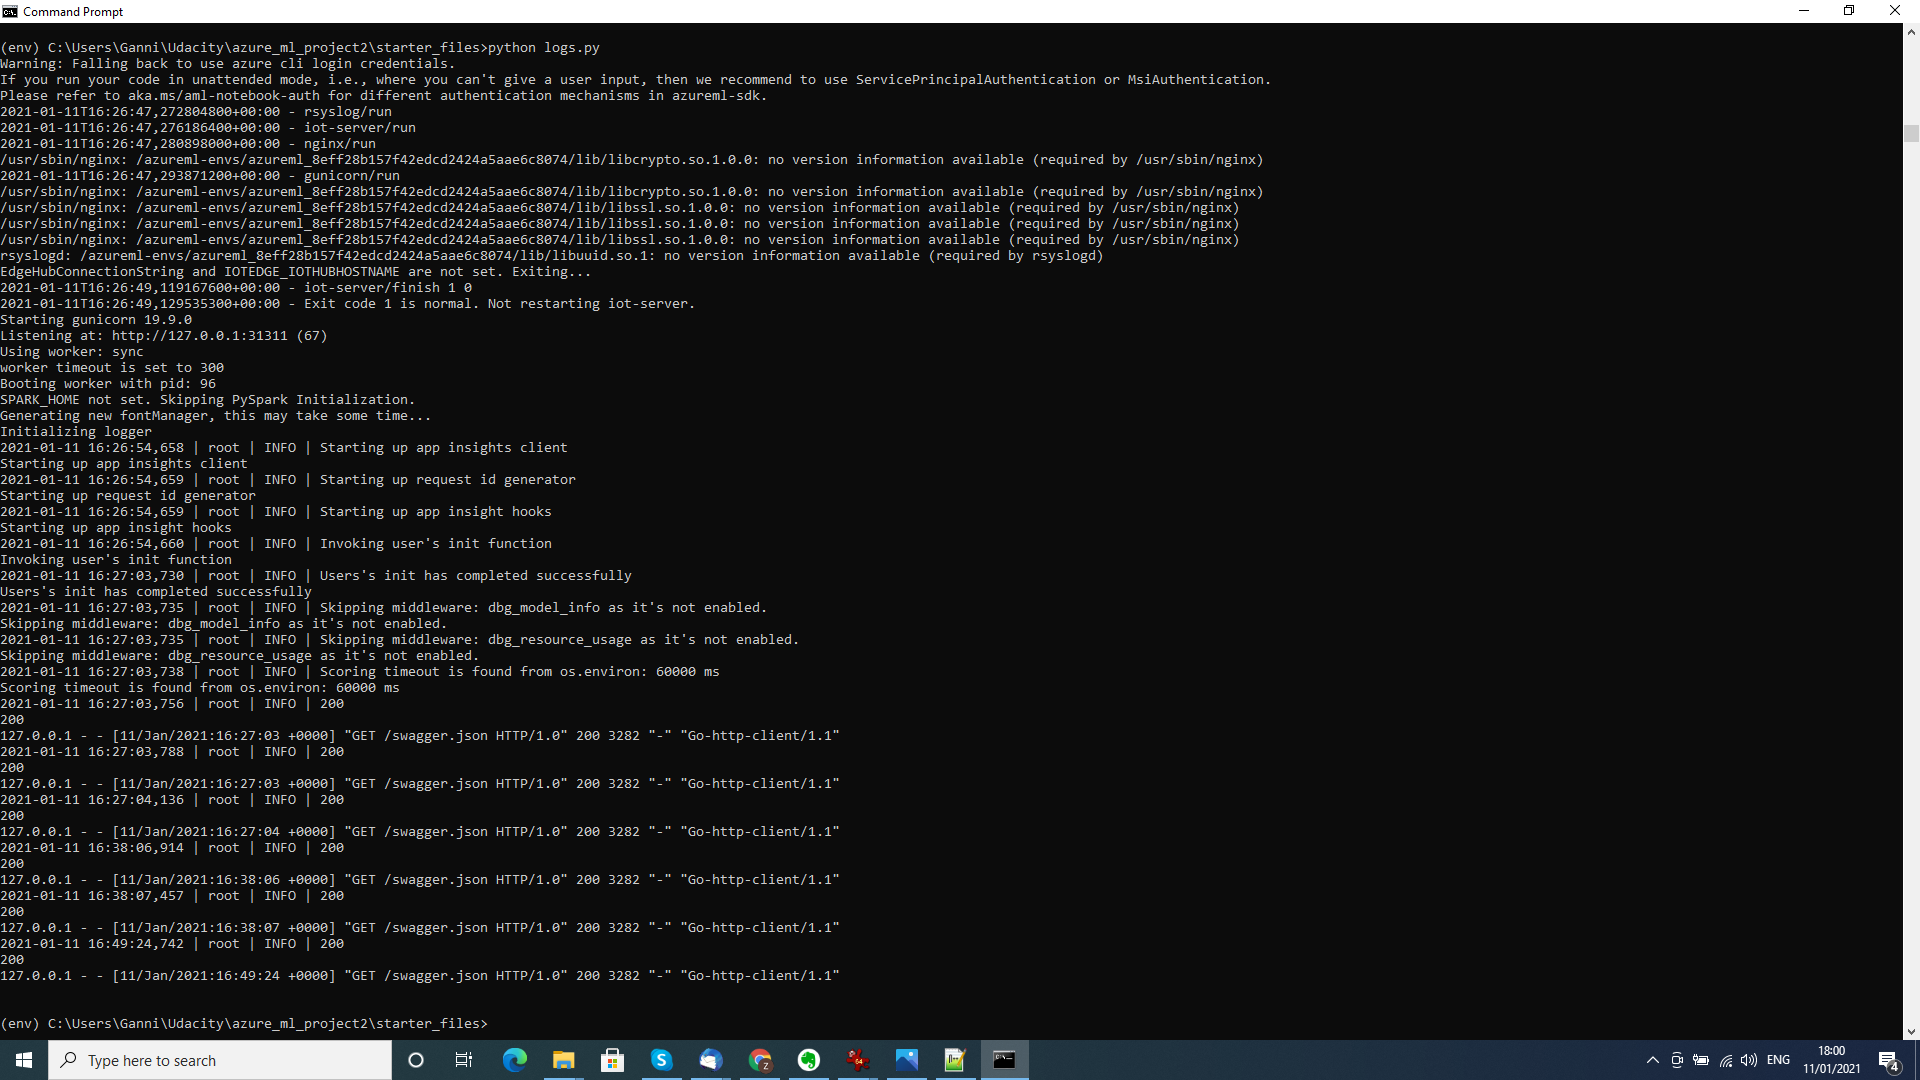 Command Prompt
(env) C:\Users\Ganni\Udacity\azure_ml_project2\starter_files>python logs.py
Warning: Falling back to use azure cli login credentials.
If you run your code in unattended mode, i.e., where you can't give a user input, then we recommend to use ServicePrincipalAuthentication or MsiAuthentication.
Please refer to aka.ms/aml-notebook-auth for different authentication mechanisms in azureml-sdk.
2021-01-11T16:26:47,272804800+00:00 - rsyslog/run
2021-01-11T16:26:47,276186400+00:00 - iot-server/run
2021-01-11T16:26:47,280898000+00:00 - nginx/run
/usr/sbin/nginx: /azureml-envs/azureml_8eff28b157f42edcd2424a5aae6c8074/lib/libcrypto.so.1.0.0: no version information available (required by /usr/sbin/nginx)
2021-01-11T16:26:47,293871200+00:00 - gunicorn/run
/usr/sbin/nginx: /azureml-envs/azureml_8eff28b157f42edcd2424a5aae6c8074/lib/libcrypto.so.1.0.0: no version information available (required by /usr/sbin/nginx)
/usr/sbin/nginx: /azureml-envs/azureml_8eff28b157f42edcd2424a5aae6c8074/lib/libssl.so.1.0.0: no version information available (required by /usr/sbin/nginx)
/usr/sbin/nginx: /azureml-envs/azureml_8eff28b157f42edcd2424a5aae6c8074/lib/libssl.so.1.0.0: no version information available (required by /usr/sbin/nginx)
/usr/sbin/nginx: /azureml-envs/azureml_8eff28b157f42edcd2424a5aae6c8074/lib/libssl.so.1.0.0: no version information available (required by /usr/sbin/nginx)
rsyslogd: /azureml-envs/azureml_8eff28b157f42edcd2424a5aae6c8074/lib/libuuid.so.1: no version information available (required by rsyslogd)
EdgeHubConnectionString and IOTEDGE_IOTHUBHOSTNAME are not set. Exiting...
2021-01-11T16:26:49,119167600+00:00 - iot-server/finish 1 0
2021-01-11T16:26:49,129535300+00:00 - Exit code 1 is normal. Not restarting iot-server.
Starting gunicorn 19.9.0
Listening at: http://127.0.0.1:31311 (67)
Using worker: sync
worker timeout is set to 300
Booting worker with pid: 96
SPARK_HOME not set. Skipping PySpark Initialization.
Generating new fontManager, this may take some time...
Initializing logger
2021-01-11 16:26:54,658 | root | INFO | Starting up app insights client
Starting up app insights client
2021-01-11 16:26:54,659 | root | INFO | Starting up request id generator
Starting up request id generator
2021-01-11 16:26:54,659 | root | INFO | Starting up app insight hooks
Starting up app insight hooks
2021-01-11 16:26:54,660 | root | INFO | Invoking user's init function
Invoking user's init function
2021-01-11 16:27:03,730 | root | INFO | Users's init has completed successfully
Users's init has completed successfully
2021-01-11 16:27:03,735 | root | INFO | Skipping middleware: dbg_model_info as it's not enabled.
Skipping middleware: dbg_model_info as it's not enabled.
2021-01-11 16:27:03,735 | root | INFO | Skipping middleware: dbg_resource_usage as it's not enabled.
Skipping middleware: dbg_resource_usage as it's not enabled.
2021-01-11 16:27:03,738 | root | INFO | Scoring timeout is found from os.environ: 60000 ms
Scoring timeout is found from os.environ: 60000 ms
2021-01-11 16:27:03,756 | root | INFO | 200
200
127.0.0.1 - - [11/Jan/2021:16:27:03 +0000] "GET /swagger.json HTTP/1.0" 200 3282 "-" "Go-http-client/1.1"
2021-01-11 16:27:03,788 | root | INFO | 200
200
127.0.0.1 - - [11/Jan/2021:16:27:03 +0000] "GET /swagger.json HTTP/1.0" 200 3282 "-" "Go-http-client/1.1"
2021-01-11 16:27:04,136 | root | INFO | 200
200
127.0.0.1 - - [11/Jan/2021:16:27:04 +0000] "GET /swagger.json HTTP/1.0" 200 3282 "-" "Go-http-client/1.1"
2021-01-11 16:38:06,914 | root | INFO | 200
200
127.0.0.1 - - [11/Jan/2021:16:38:06 +0000] "GET /swagger.json HTTP/1.0" 200 3282 "-" "Go-http-client/1.1"
2021-01-11 16:38:07,457 | root | INFO | 200
200
127.0.0.1 - - [11/Jan/2021:16:38:07 +0000] "GET /swagger.json HTTP/1.0" 200 3282 "-" "Go-http-client/1.1"
2021-01-11 16:49:24,742 | root | INFO | 200
200
127.0.0.1 - - [11/Jan/2021:16:49:24 +0000] "GET /swagger.json HTTP/1.0" 200 3282 "-" "Go-http-client/1.1"
(env) C:\Users\Ganni\Udacity\azure_ml_project2\starter_files>
Type here to search
ENG
18:00
11/01/2021
4